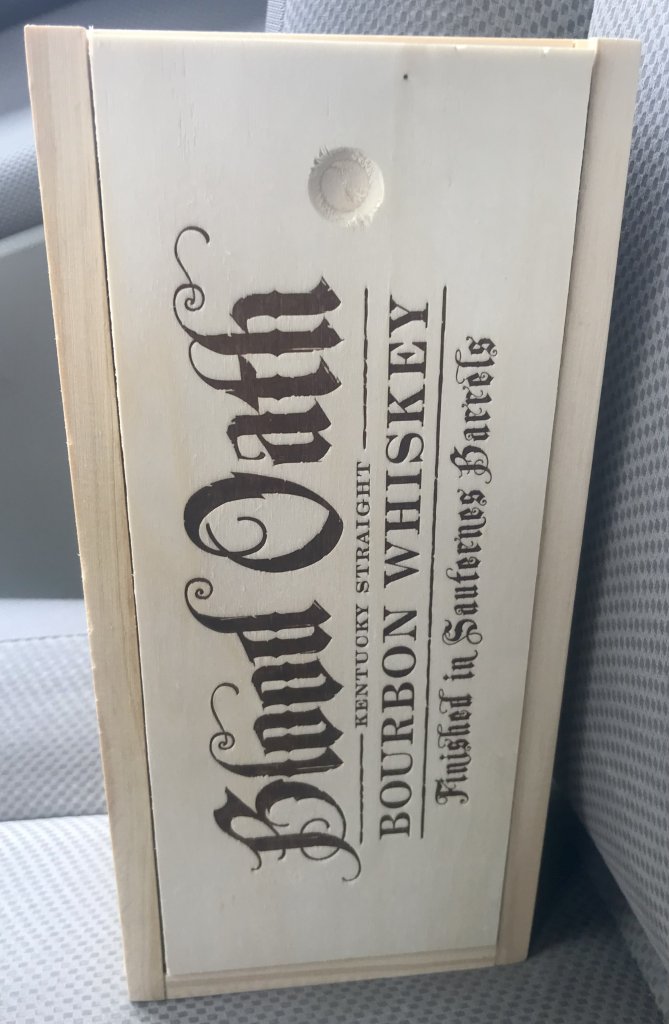 Blood Oath
KENTUCKY STRAIGHT
BOURBON WHISKEY
Finished in Sauternes Barrels